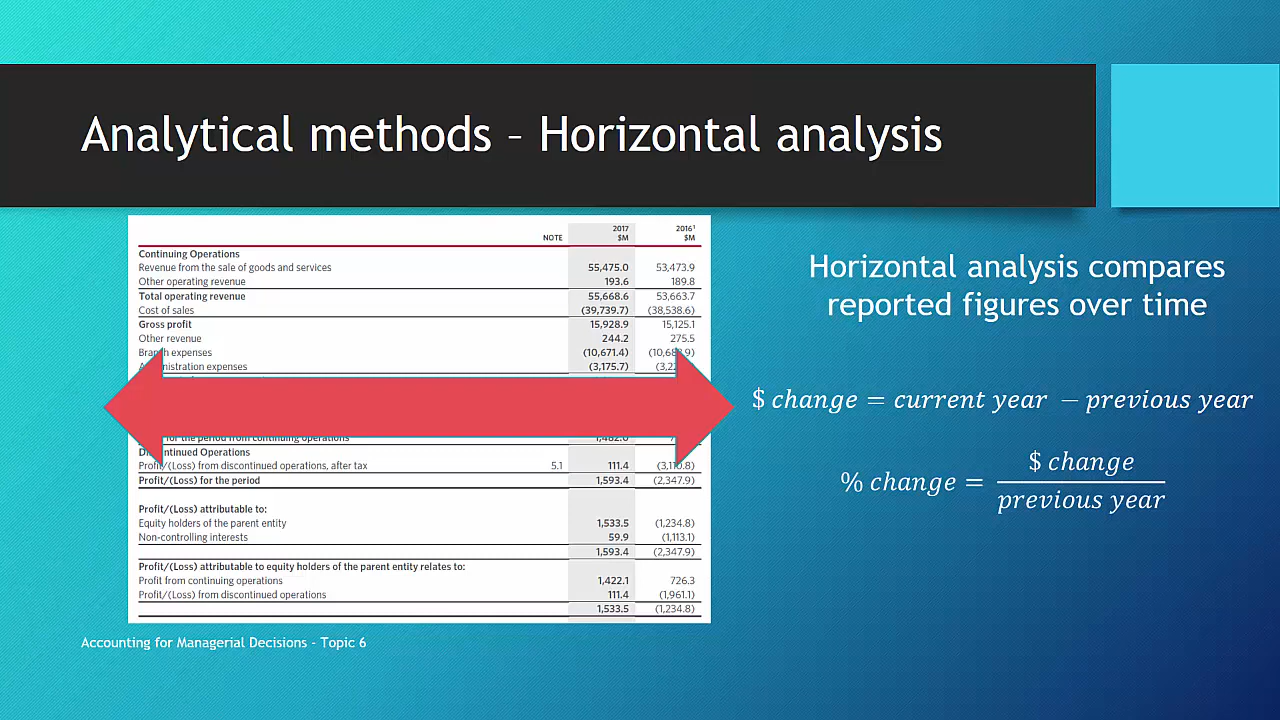 Analytical methods – Horizontal analysis
2017 2016¹
NOTE $M $M
Continuing Operations
Revenue from the sale of goods and services 55,475.0 53,473.9
Other operating revenue 193.6 189.8
Total operating revenue 55,668.6 53,663.7
Cost of sales (39,739.7) (38,538.6)
Gross profit 15,928.9 15,125.1
Other revenue 244.2 275.5
Branch expenses (10,671.4)
Administration expenses (3,175.7)
for the period from continuing operations 1,482.0
Discontinued Operations
Profit/(Loss) from discontinued operations, after tax 5.1 111.4 (3,110.8)
Profit/(Loss) for the period 1,593.4 (2,347.9)
Profit/(Loss) attributable to:
Equity holders of the parent entity 1,533.5 (1,234.8)
Non-controlling interests 59.9 (1,113.1)
1,593.4 (2,347.9)
Profit/(Loss) attributable to equity holders of the parent entity relates to:
Profit from continuing operations 1,422.1 726.3
Profit/(Loss) from discontinued operations 111.4 (1,961.1)
1,533.5 (1,234.8)
Horizontal analysis compares
reported figures over time
$ change = current year − previous year
% change = $ change / previous year
Accounting for Managerial Decisions - Topic 6